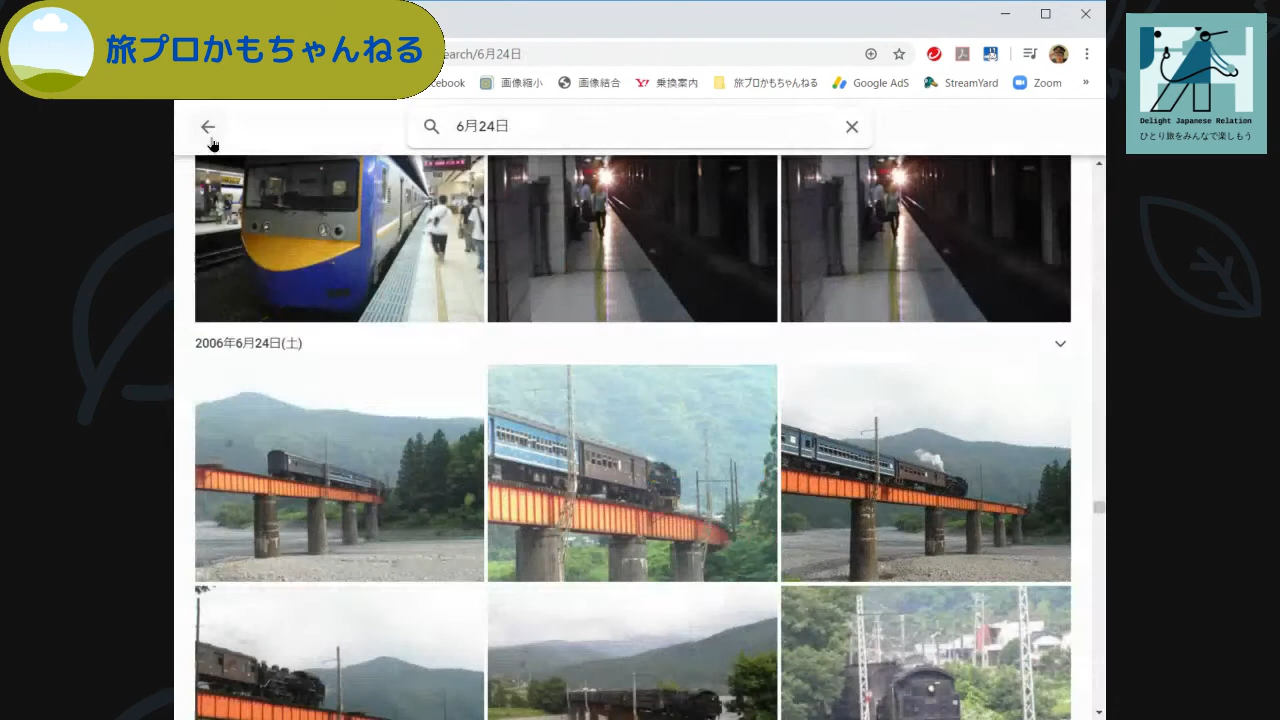 旅プロかもちゃんねる
earch/6月24日
cebook
画像縮小
画像結合
Y!
乗換案内
旅プロかもちゃんねる
Google AdS
StreamYard
Zoom
»
6月24日
Delight Japanese Relation
ひとり旅をみんなで楽しもう
2006年6月24日(土)